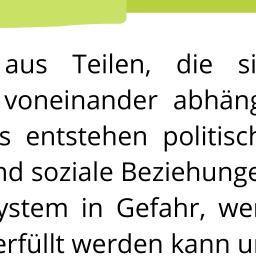 aus Teilen, die si
voneinander abhäng
s entstehen politisch
nd soziale Beziehunge
ystem in Gefahr, wer
erfüllt werden kann u